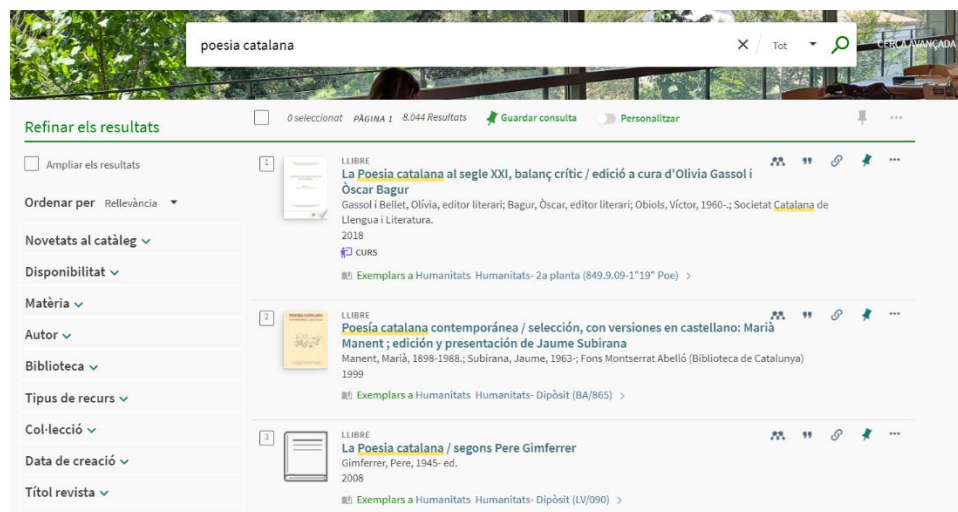 poesia catalana
Tot
CERCA AVANÇADA
Refinar els resultats
0 seleccionat PÀGINA 1 8.044 Resultats Guardar consulta Personalitzar
Ampliar els resultats
Ordenar per Rellevància
Novetats al catàleg
Disponibilitat
Matèria
Autor
Biblioteca
Tipus de recurs
Col·lecció
Data de creació
Títol revista
1
LLIBRE
La Poesia catalana al segle XXI, balanç crític / edició a cura d'Olivia Gassol i
Òscar Bagur
Gassol i Bellet, Olívia, editor literari; Bagur, Òscar, editor literari; Obiols, Víctor, 1960-.; Societat Catalana de
Llengua i Literatura.
2018
CURS
Exemplars a Humanitats Humanitats- 2a planta (849.9.09-1"19" Poe) >
2
LLIBRE
Poesía catalana contemporánea / selección, con versiones en castellano: Marià
Manent ; edición y presentación de Jaume Subirana
Manent, Marià, 1898-1988.; Subirana, Jaume, 1963-; Fons Montserrat Abelló (Biblioteca de Catalunya)
1999
Exemplars a Humanitats Humanitats- Dipòsit (BA/865) >
3
LLIBRE
La Poesia catalana / segons Pere Gimferrer
Gimferrer, Pere, 1945- ed.
2008
Exemplars a Humanitats Humanitats- Dipòsit (LV/090) >